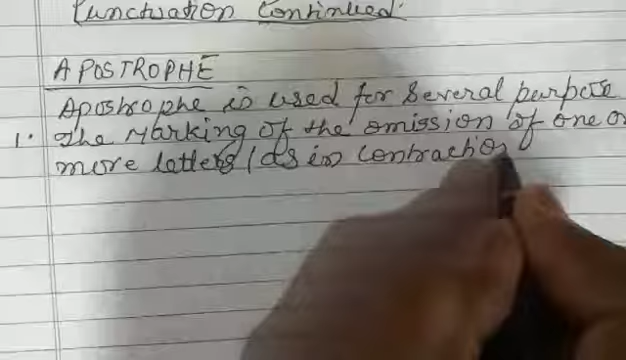 Punctuation Continued.
APOSTROPHE
Apostrophe is used for several purpose
1. The Marking of the omission of one or
more letters (as in contraction